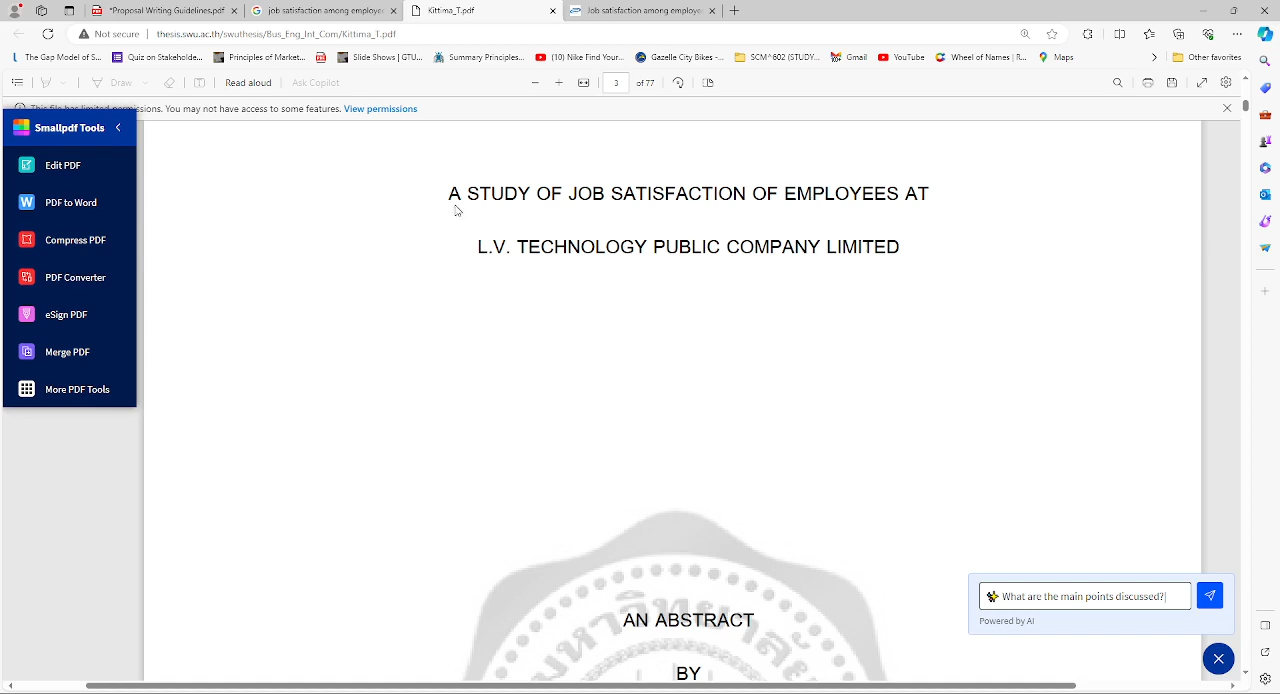 *Proposal Writing Guidelines.pdf
job satisfaction among employe
Kittima_T.pdf
Job satisfaction among employe
Not secure
thesis.swu.ac.th/swuthesis/Bus_Eng_Int_Com/Kittima_T.pdf
The Gap Model of S...
Quiz on Stakeholde...
Principles of Market...
Slide Shows | GTU...
Summary Principles...
(10) Nike Find Your...
Gazelle City Bikes -...
SCM^602 (STUDY...
Gmail
YouTube
Wheel of Names | R...
Maps
Other favorites
Draw
Read aloud
Ask Copilot
3
of 77
This file has limited permissions. You may not have access to some features. View permissions
Smallpdf Tools
Edit PDF
PDF to Word
Compress PDF
PDF Converter
eSign PDF
Merge PDF
More PDF Tools
A STUDY OF JOB SATISFACTION OF EMPLOYEES AT
L.V. TECHNOLOGY PUBLIC COMPANY LIMITED
AN ABSTRACT
BY
What are the main points discussed?
Powered by AI